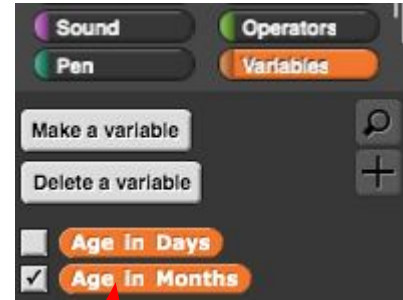 Sound Operators
Pen Variables
Make a variable
Delete a variable
Age in Days
Age in Months